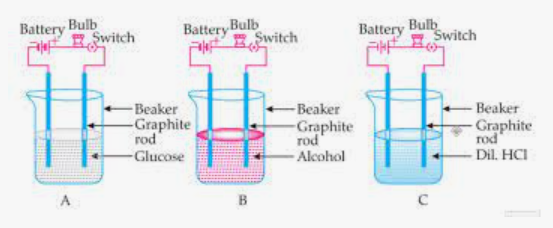 Battery Bulb
Switch
Beaker
Graphite
rod
Glucose
A
Battery Bulb
Switch
Beaker
Graphite
rod
Alcohol
B
Battery Bulb
Switch
Beaker
Graphite
rod
Dil. HCl
C